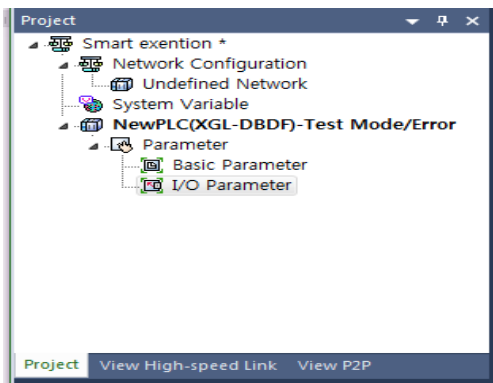 Project
Smart exention *
Network Configuration
Undefined Network
System Variable
NewPLC(XGL-DBDF)-Test Mode/Error
Parameter
Basic Parameter
I/O Parameter
Project View High-speed Link View P2P